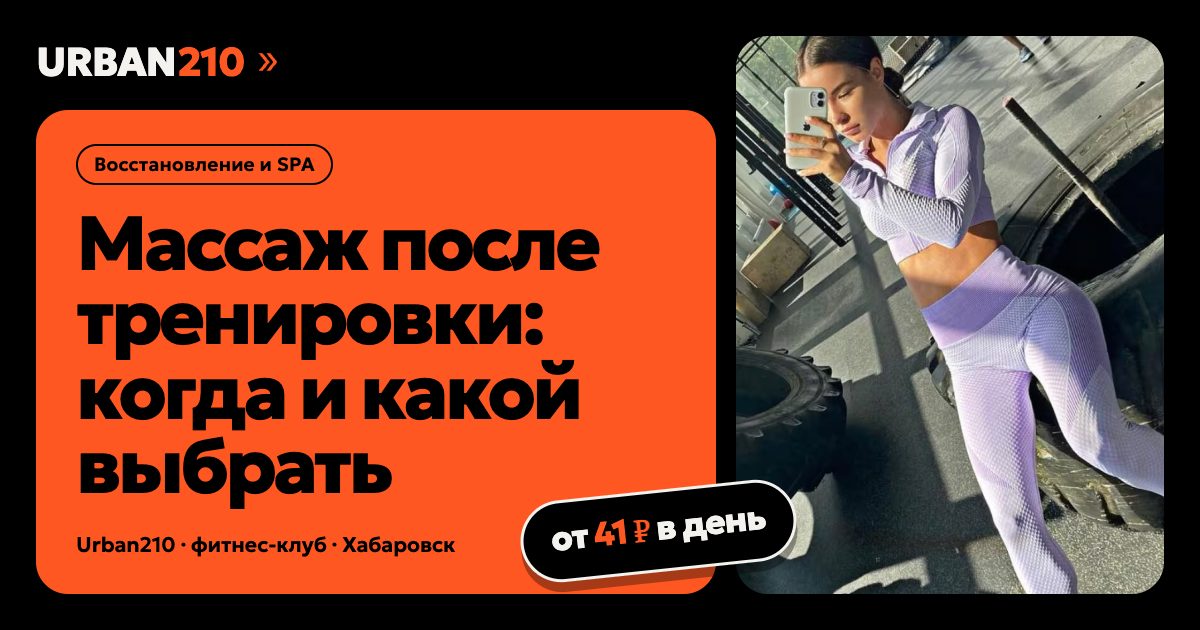 URBAN210 »
Восстановление и SPA
Массаж после
тренировки:
когда и какой
выбрать
Urban210 · фитнес-клуб · Хабаровск
от 41 ₽ в день